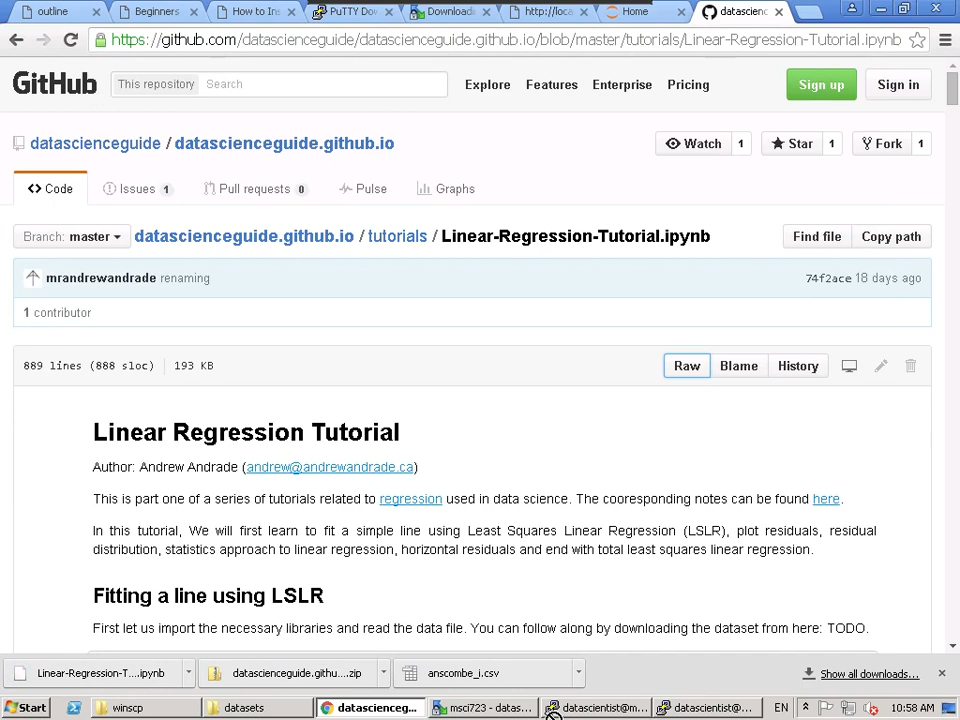 outline
Beginners
How to Ins
PuTTY Dov
Download
http://loca
Home
datascienc
https://github.com/datascienceguide/datascienceguide.github.io/blob/master/tutorials/Linear-Regression-Tutorial.ipynb
GitHub This repository Search Explore Features Enterprise Pricing Sign up Sign in
datascienceguide / datascienceguide.github.io Watch 1 Star 1 Fork 1
Code Issues 1 Pull requests 0 Pulse Graphs
Branch: master datascienceguide.github.io / tutorials / Linear-Regression-Tutorial.ipynb Find file Copy path
mrandrewandrade renaming 74f2ace 18 days ago
1 contributor
889 lines (888 sloc) 193 KB Raw Blame History
Linear Regression Tutorial
Author: Andrew Andrade (andrew@andrewandrade.ca)
This is part one of a series of tutorials related to regression used in data science. The cooresponding notes can be found here.
In this tutorial, We will first learn to fit a simple line using Least Squares Linear Regression (LSLR), plot residuals, residual
distribution, statistics approach to linear regression, horizontal residuals and end with total least squares linear regression.
Fitting a line using LSLR
First let us import the necessary libraries and read the data file. You can follow along by downloading the dataset from here: TODO.
Linear-Regression-T....ipynb datascienceguide.githu....zip anscombe_i.csv Show all downloads...
Start winscp datasets datascienceg... msci723 - datas... datascientist@m... datascientist@... EN 10:58 AM